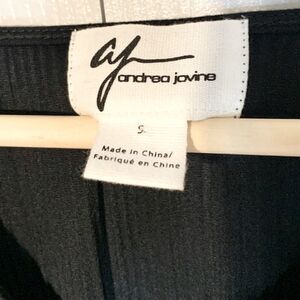 aj
andrea jovine
S
Made in China/
Fabriqué en Chine